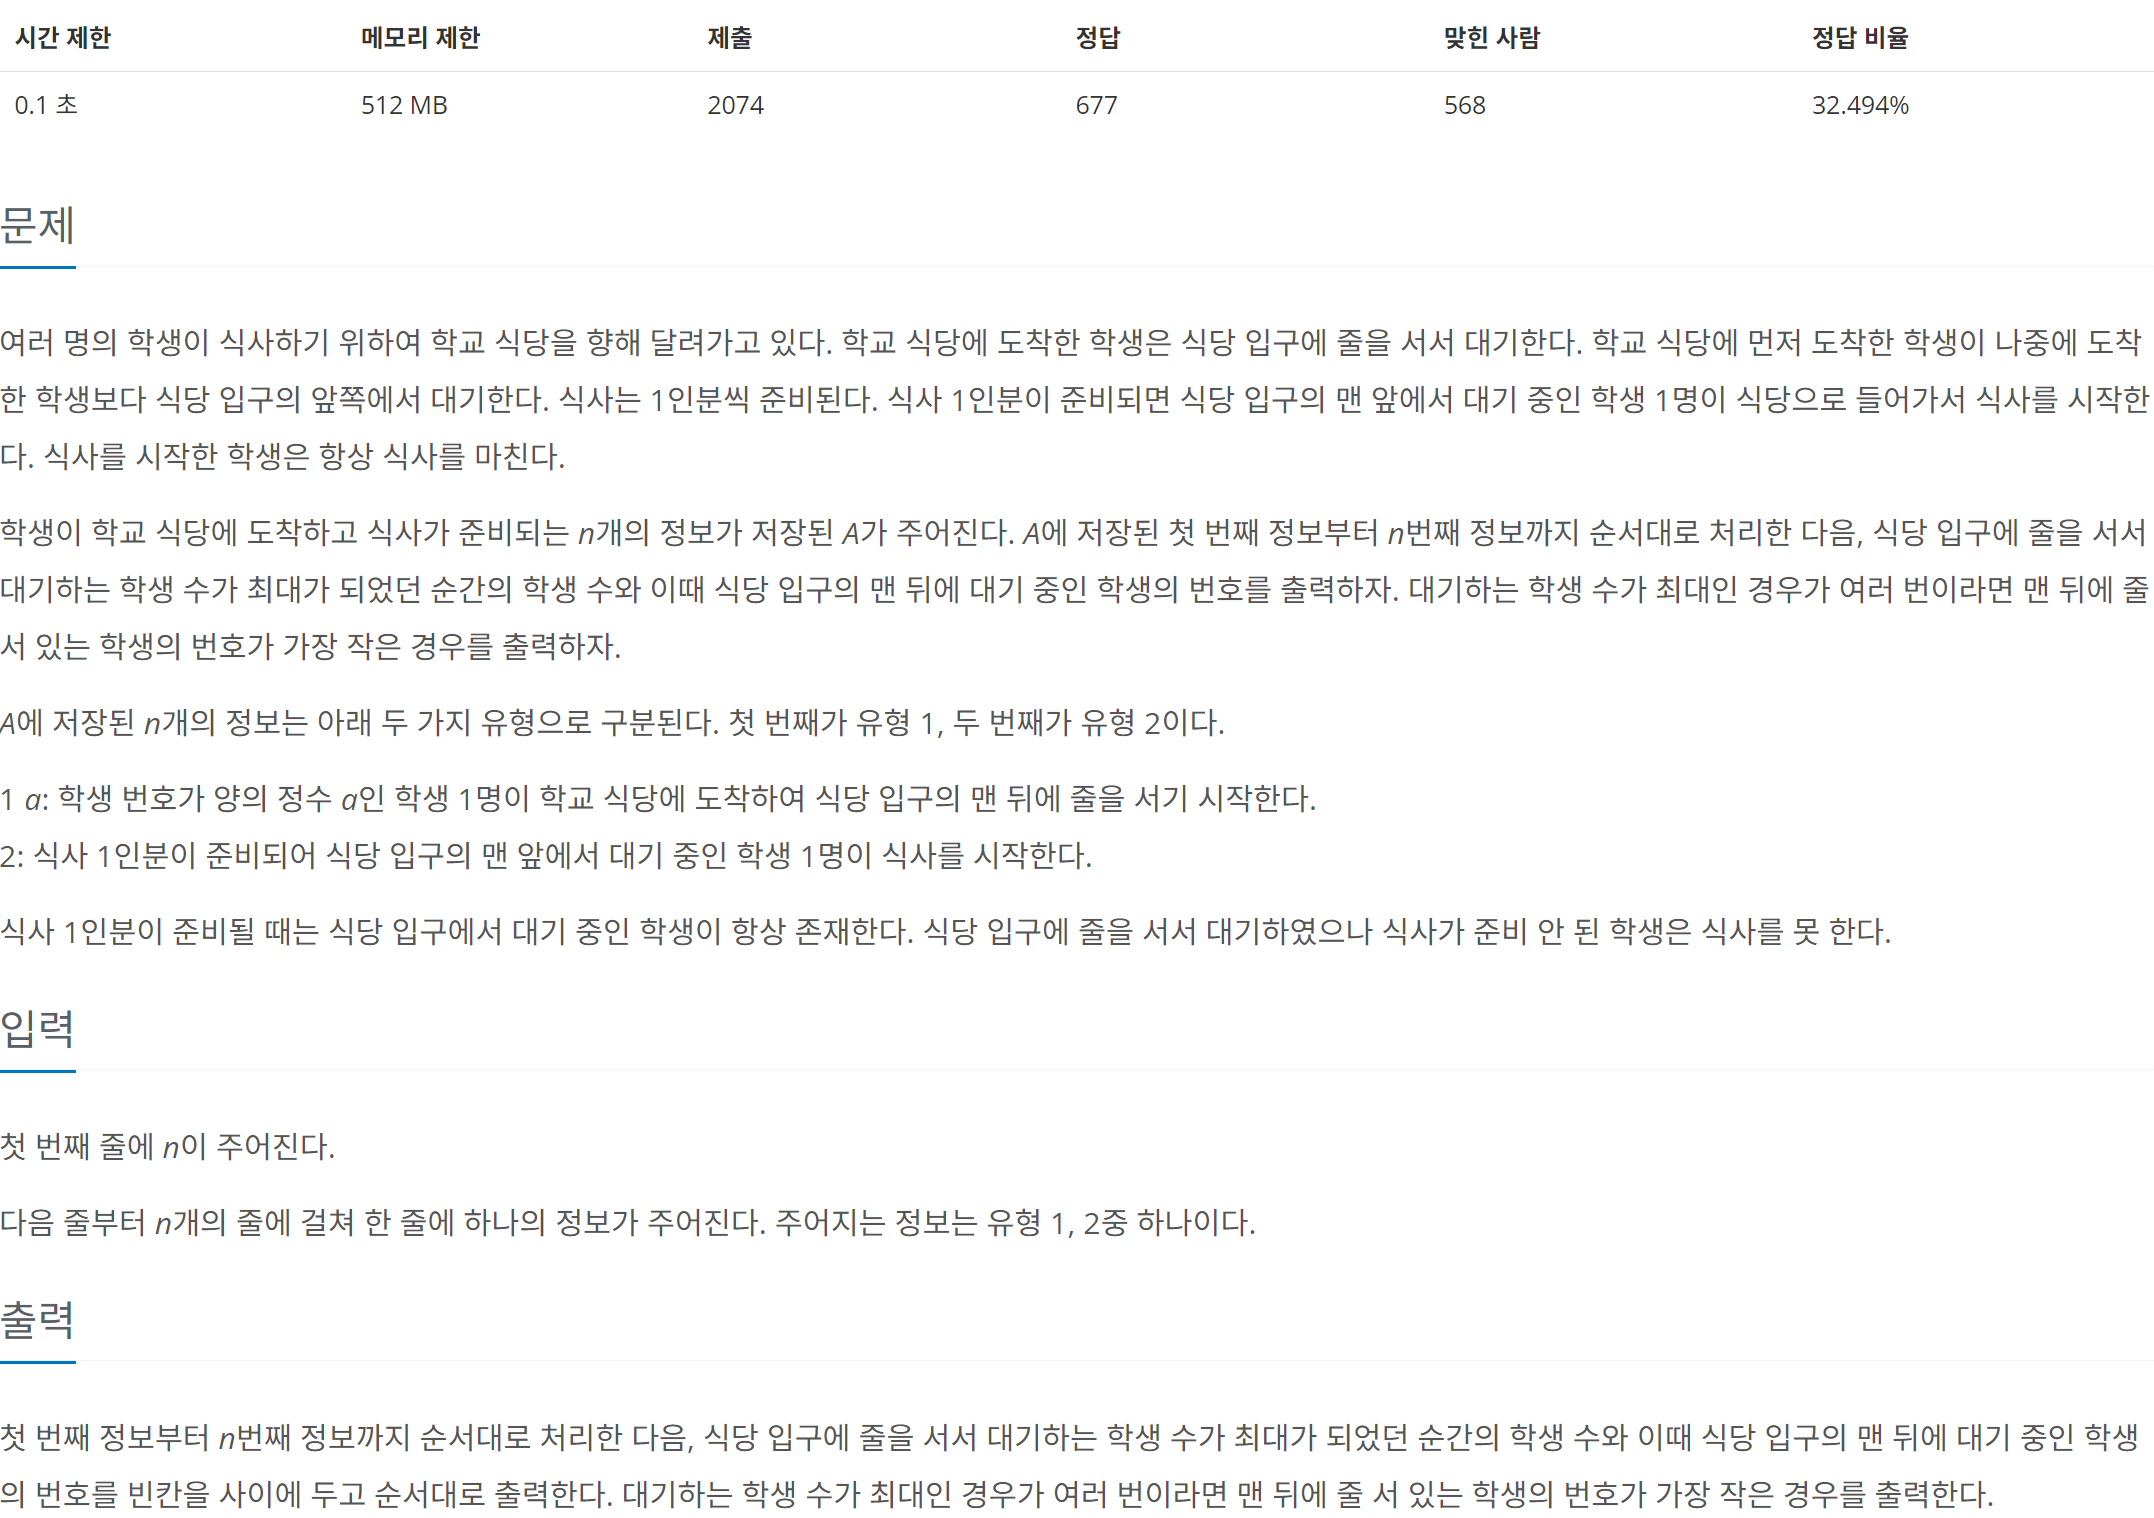 시간 제한 메모리 제한 제출 정답 맞힌 사람 정답 비율
0.1 초 512 MB 2074 677 568 32.494%
문제
여러 명의 학생이 식사하기 위하여 학교 식당을 향해 달려가고 있다. 학교 식당에 도착한 학생은 식당 입구에 줄을 서서 대기한다. 학교 식당에 먼저 도착한 학생이 나중에 도착
한 학생보다 식당 입구의 앞쪽에서 대기한다. 식사는 1인분씩 준비된다. 식사 1인분이 준비되면 식당 입구의 맨 앞에서 대기 중인 학생 1명이 식당으로 들어가서 식사를 시작한
다. 식사를 시작한 학생은 항상 식사를 마친다.
학생이 학교 식당에 도착하고 식사가 준비되는 n개의 정보가 저장된 A가 주어진다. A에 저장된 첫 번째 정보부터 n번째 정보까지 순서대로 처리한 다음, 식당 입구에 줄을 서서
대기하는 학생 수가 최대가 되었던 순간의 학생 수와 이때 식당 입구의 맨 뒤에 대기 중인 학생의 번호를 출력하자. 대기하는 학생 수가 최대인 경우가 여러 번이라면 맨 뒤에 줄
서 있는 학생의 번호가 가장 작은 경우를 출력하자.
A에 저장된 n개의 정보는 아래 두 가지 유형으로 구분된다. 첫 번째가 유형 1, 두 번째가 유형 2이다.
1 a: 학생 번호가 양의 정수 a인 학생 1명이 학교 식당에 도착하여 식당 입구의 맨 뒤에 줄을 서기 시작한다.
2: 식사 1인분이 준비되어 식당 입구의 맨 앞에서 대기 중인 학생 1명이 식사를 시작한다.
식사 1인분이 준비될 때는 식당 입구에서 대기 중인 학생이 항상 존재한다. 식당 입구에 줄을 서서 대기하였으나 식사가 준비 안 된 학생은 식사를 못 한다.
입력
첫 번째 줄에 n이 주어진다.
다음 줄부터 n개의 줄에 걸쳐 한 줄에 하나의 정보가 주어진다. 주어지는 정보는 유형 1, 2중 하나이다.
출력
첫 번째 정보부터 n번째 정보까지 순서대로 처리한 다음, 식당 입구에 줄을 서서 대기하는 학생 수가 최대가 되었던 순간의 학생 수와 이때 식당 입구의 맨 뒤에 대기 중인 학생
의 번호를 빈칸을 사이에 두고 순서대로 출력한다. 대기하는 학생 수가 최대인 경우가 여러 번이라면 맨 뒤에 줄 서 있는 학생의 번호가 가장 작은 경우를 출력한다.